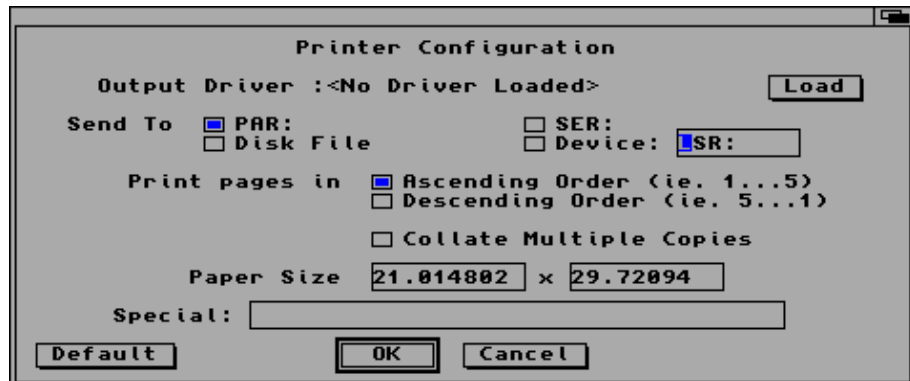 Printer Configuration
Output Driver :<No Driver Loaded> Load
Send To PAR: SER:
Disk File Device: SR:
Print pages in Ascending Order (ie. 1...5)
Descending Order (ie. 5...1)
Collate Multiple Copies
Paper Size 21.014802 x 29.72094
Special:
Default OK Cancel